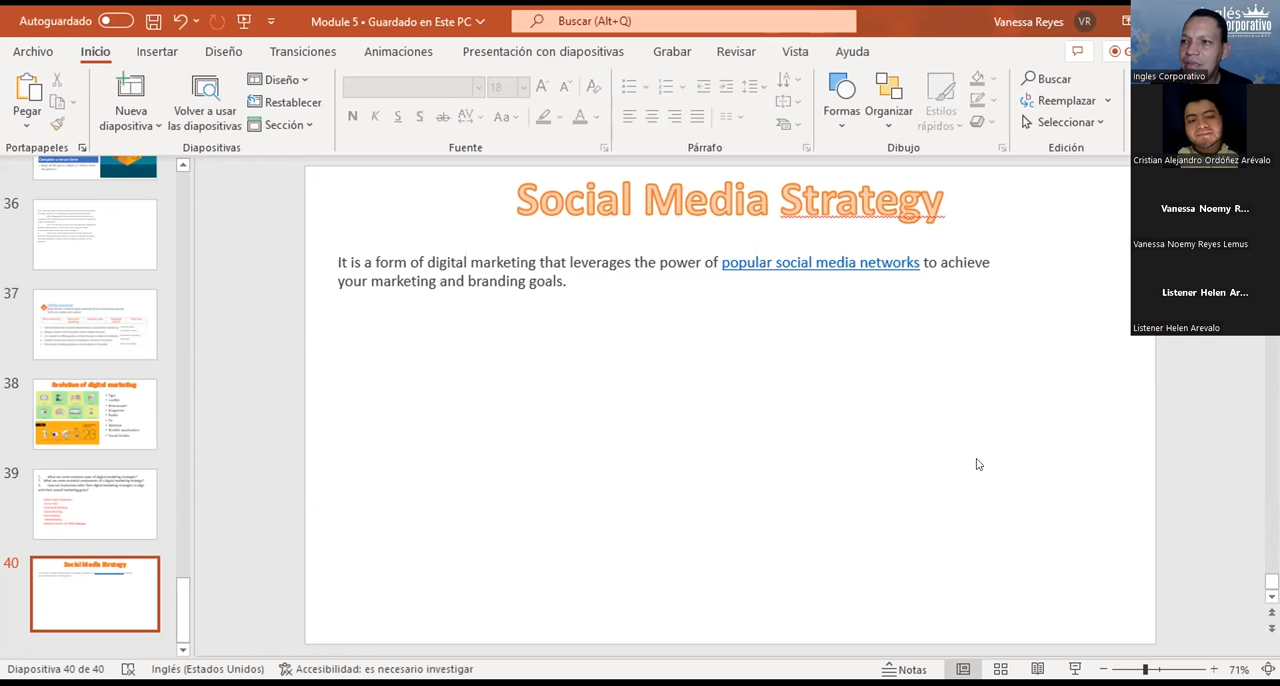 Autoguardado
Module 5 • Guardado en Este PC
Buscar (Alt+Q)
Vanessa Reyes
VR
Archivo
Inicio
Insertar
Diseño
Transiciones
Animaciones
Presentación con diapositivas
Grabar
Revisar
Vista
Ayuda
Pegar
Nueva
diapositiva
Volver a usar
las diapositivas
Diseño
Restablecer
Sección
18
N K S S ab AV Aa A
Formas
Organizar
Estilos
rápidos
Buscar
Reemplazar
Seleccionar
Portapapeles
Diapositivas
Fuente
Párrafo
Dibujo
Edición
Inglés
Corporativo
Ingles Corporativo
Cristian Alejandro Ordóñez Arévalo
Vanessa Noemy R...
Vanessa Noemy Reyes Lemus
Listener Helen Ar...
Listener Helen Arevalo
36
37
38
Evolution of digital marketing
39
40
Social Media Strategy
Social Media Strategy
It is a form of digital marketing that leverages the power of popular social media networks to achieve
your marketing and branding goals.
Diapositiva 40 de 40
Inglés (Estados Unidos)
Accesibilidad: es necesario investigar
Notas
71%